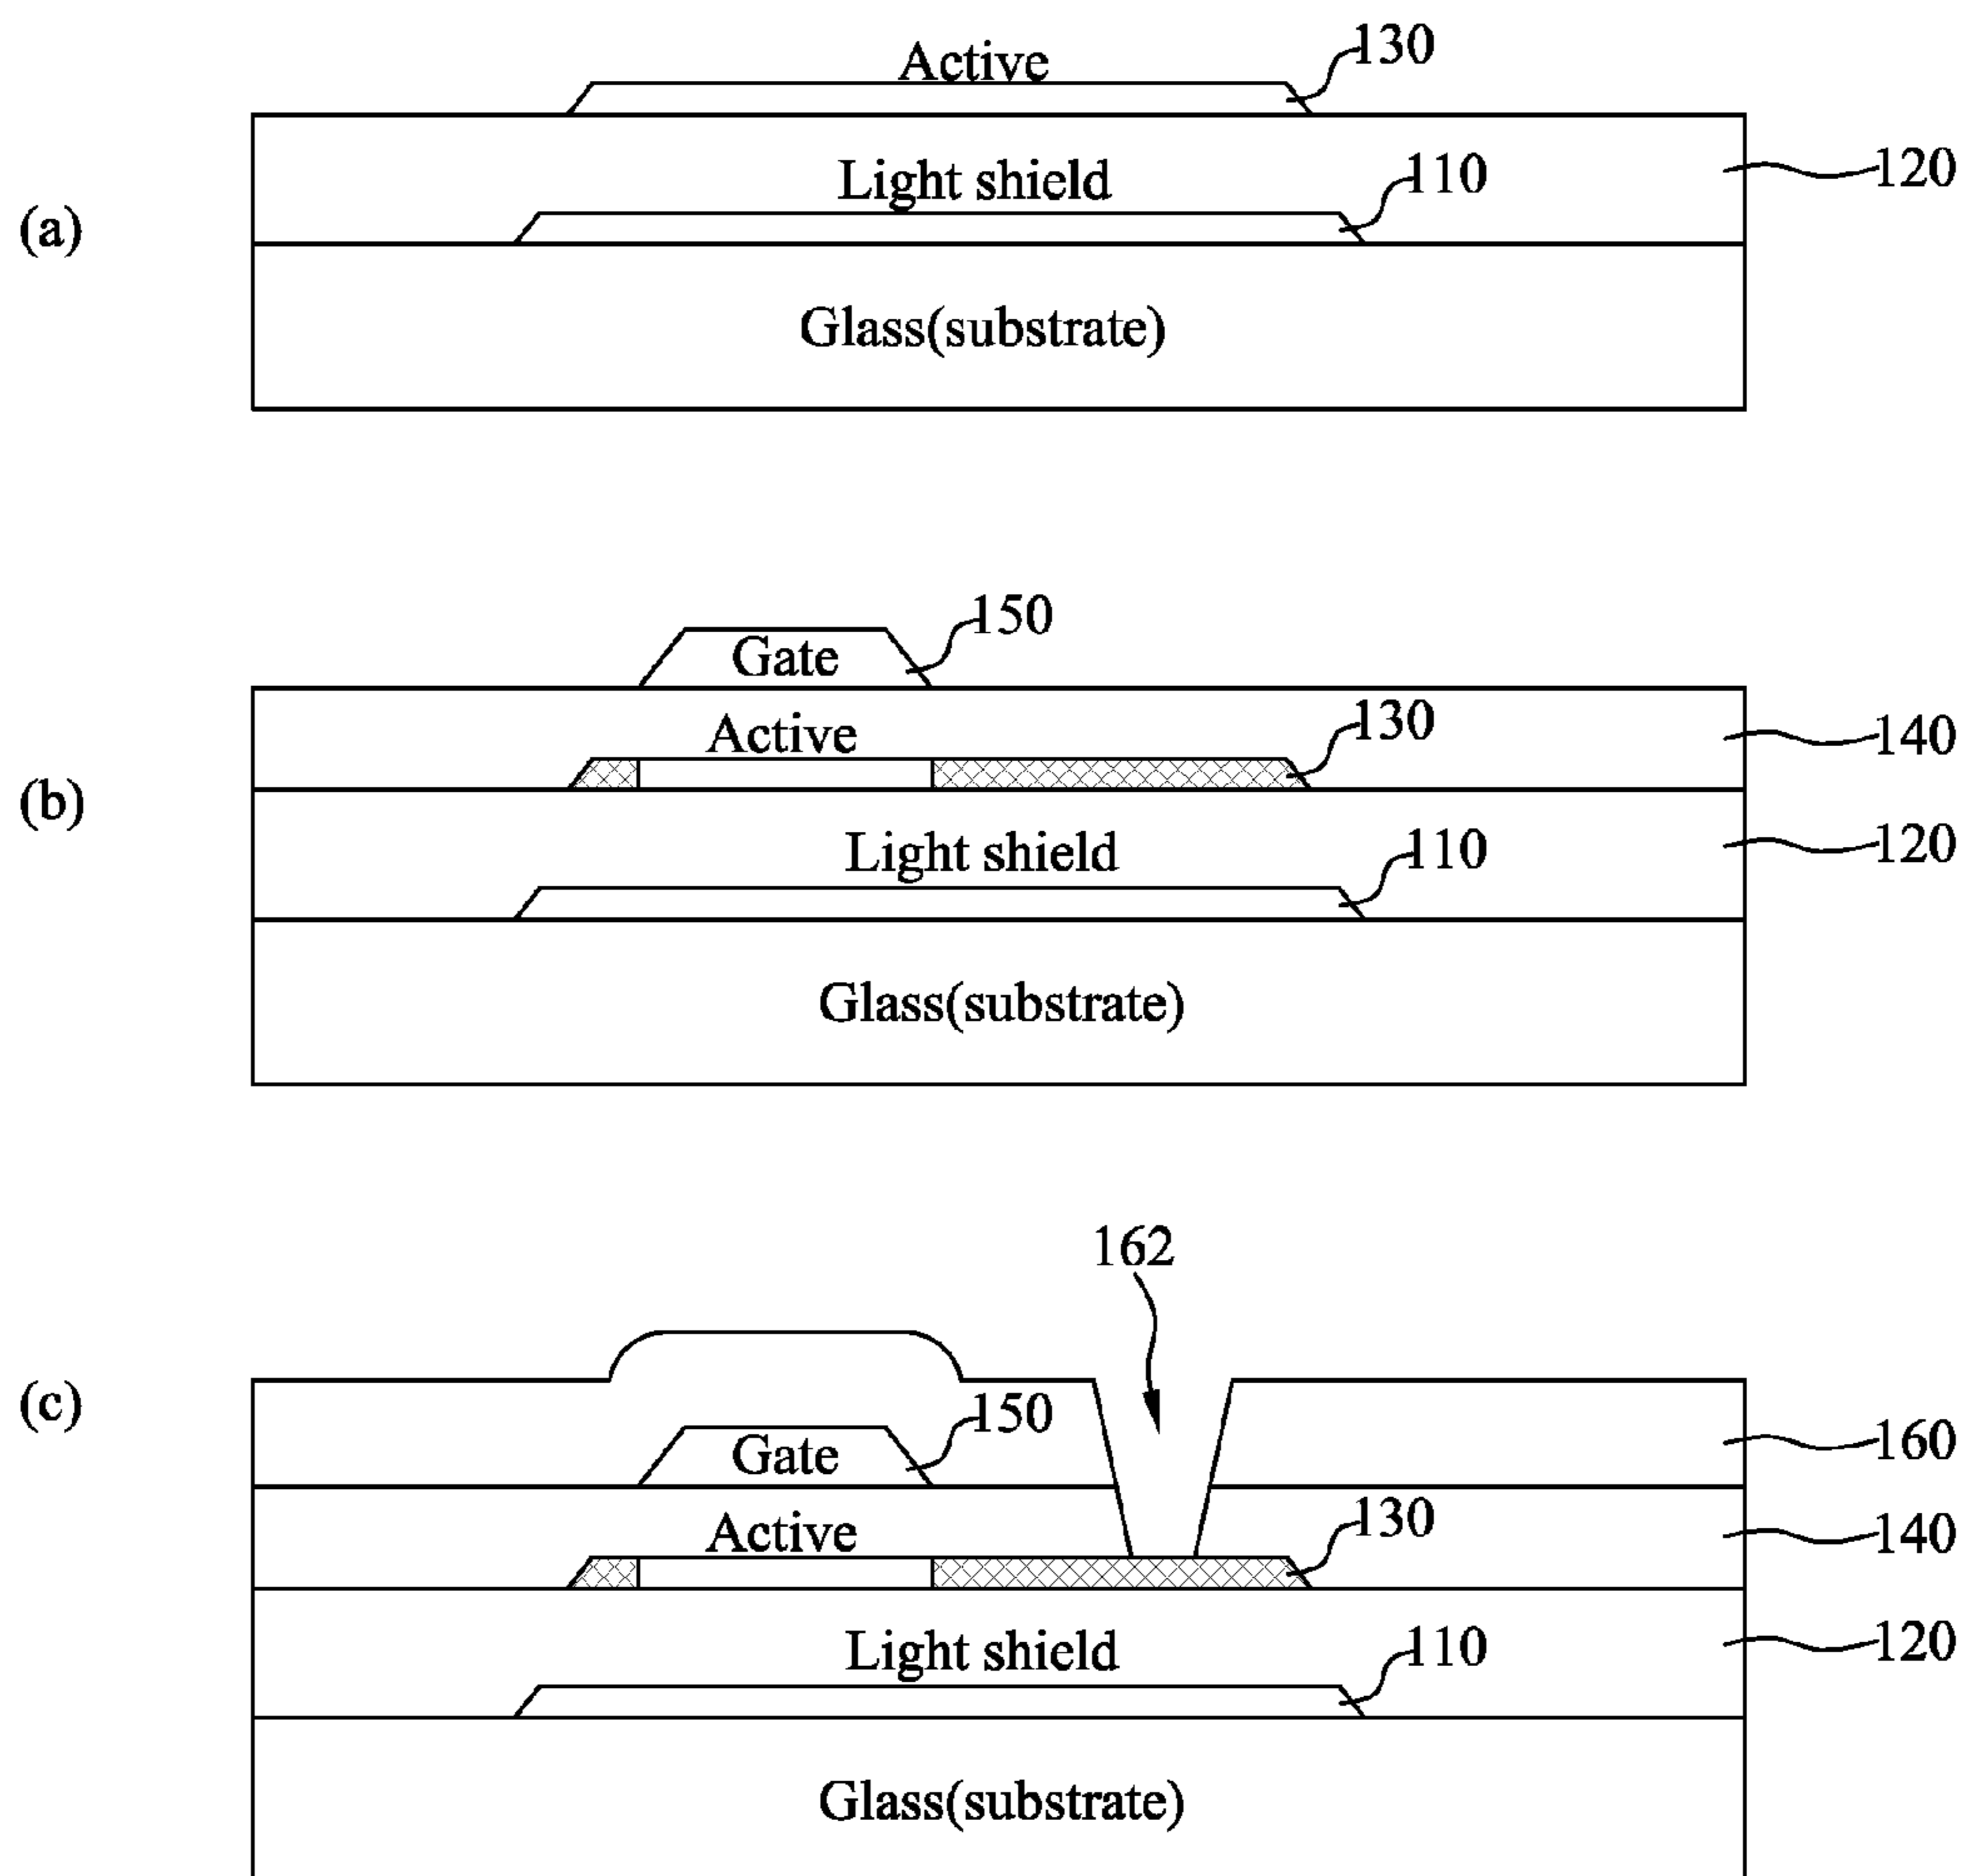 Active
130
Light shield
110
120
(a)
Glass(substrate)
150
Gate
Active
130
140
(b)
Light shield
110
120
Glass(substrate)
162
(c)
150
Gate
160
Active
130
140
Light shield
110
120
Glass(substrate)